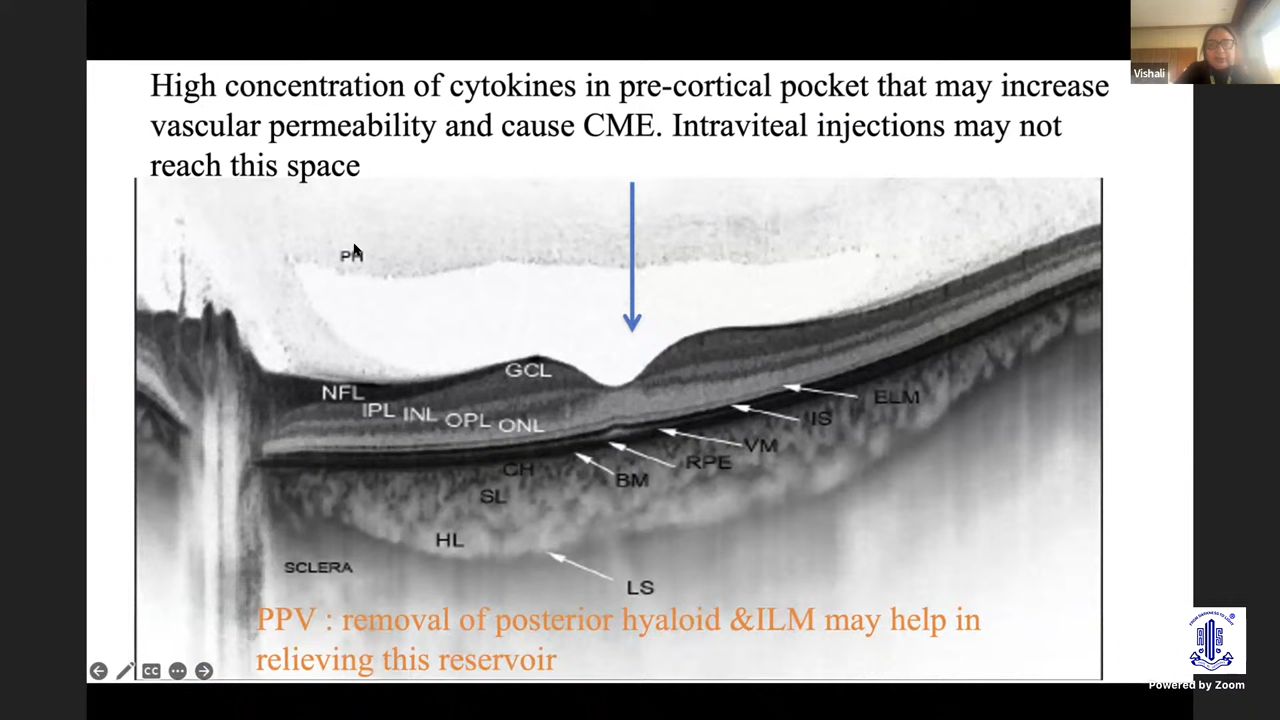 Vishali
High concentration of cytokines in pre-cortical pocket that may increase
vascular permeability and cause CME. Intraviteal injections may not
reach this space
PH
GCL
NFL
IPL INL OPL ONL
ELM
IS
VM
RPE
CH
BM
SL
HL
SCLERA
LS
PPV : removal of posterior hyaloid &ILM may help in
relieving this reservoir
CC
Powered by Zoom